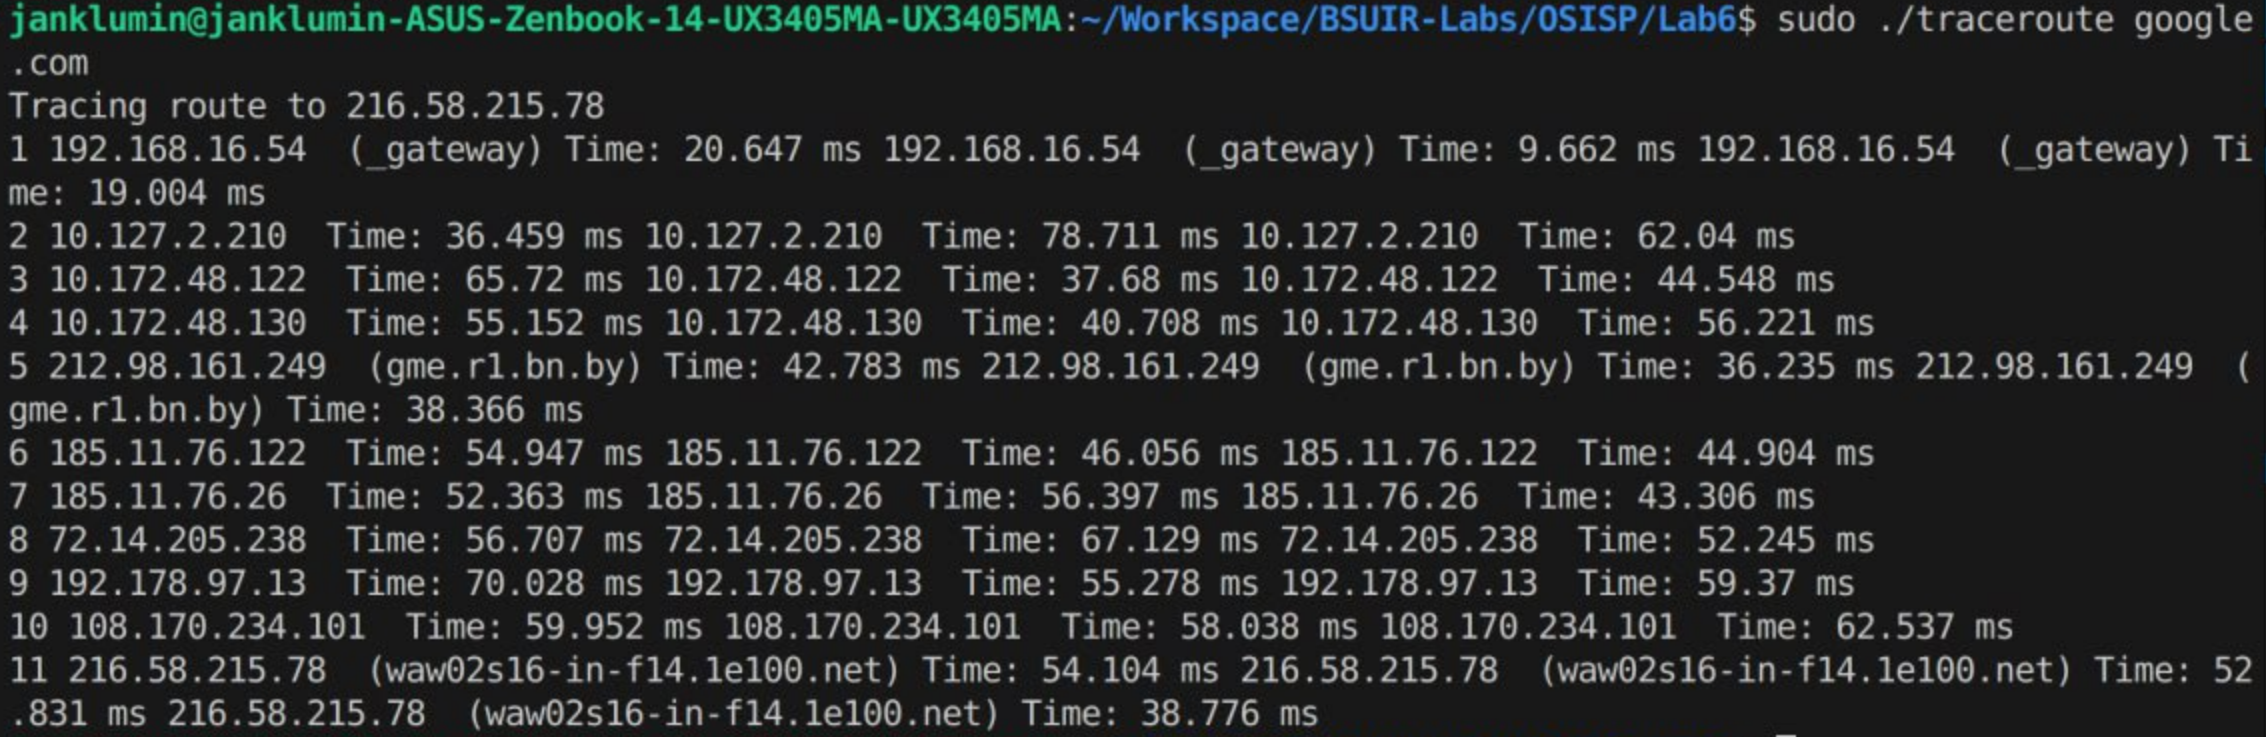 janklumin@janklumin-ASUS-Zenbook-14-UX3405MA-UX3405MA:~/Workspace/BSUIR-Labs/OSISP/Lab6$ sudo ./traceroute google
.com
Tracing route to 216.58.215.78
1 192.168.16.54  (_gateway) Time: 20.647 ms 192.168.16.54  (_gateway) Time: 9.662 ms 192.168.16.54  (_gateway) Ti
me: 19.004 ms
2 10.127.2.210  Time: 36.459 ms 10.127.2.210  Time: 78.711 ms 10.127.2.210  Time: 62.04 ms
3 10.172.48.122  Time: 65.72 ms 10.172.48.122  Time: 37.68 ms 10.172.48.122  Time: 44.548 ms
4 10.172.48.130  Time: 55.152 ms 10.172.48.130  Time: 40.708 ms 10.172.48.130  Time: 56.221 ms
5 212.98.161.249  (gme.r1.bn.by) Time: 42.783 ms 212.98.161.249  (gme.r1.bn.by) Time: 36.235 ms 212.98.161.249  (
gme.r1.bn.by) Time: 38.366 ms
6 185.11.76.122  Time: 54.947 ms 185.11.76.122  Time: 46.056 ms 185.11.76.122  Time: 44.904 ms
7 185.11.76.26  Time: 52.363 ms 185.11.76.26  Time: 56.397 ms 185.11.76.26  Time: 43.306 ms
8 72.14.205.238  Time: 56.707 ms 72.14.205.238  Time: 67.129 ms 72.14.205.238  Time: 52.245 ms
9 192.178.97.13  Time: 70.028 ms 192.178.97.13  Time: 55.278 ms 192.178.97.13  Time: 59.37 ms
10 108.170.234.101  Time: 59.952 ms 108.170.234.101  Time: 58.038 ms 108.170.234.101  Time: 62.537 ms
11 216.58.215.78  (waw02s16-in-f14.1e100.net) Time: 54.104 ms 216.58.215.78  (waw02s16-in-f14.1e100.net) Time: 52
.831 ms 216.58.215.78  (waw02s16-in-f14.1e100.net) Time: 38.776 ms